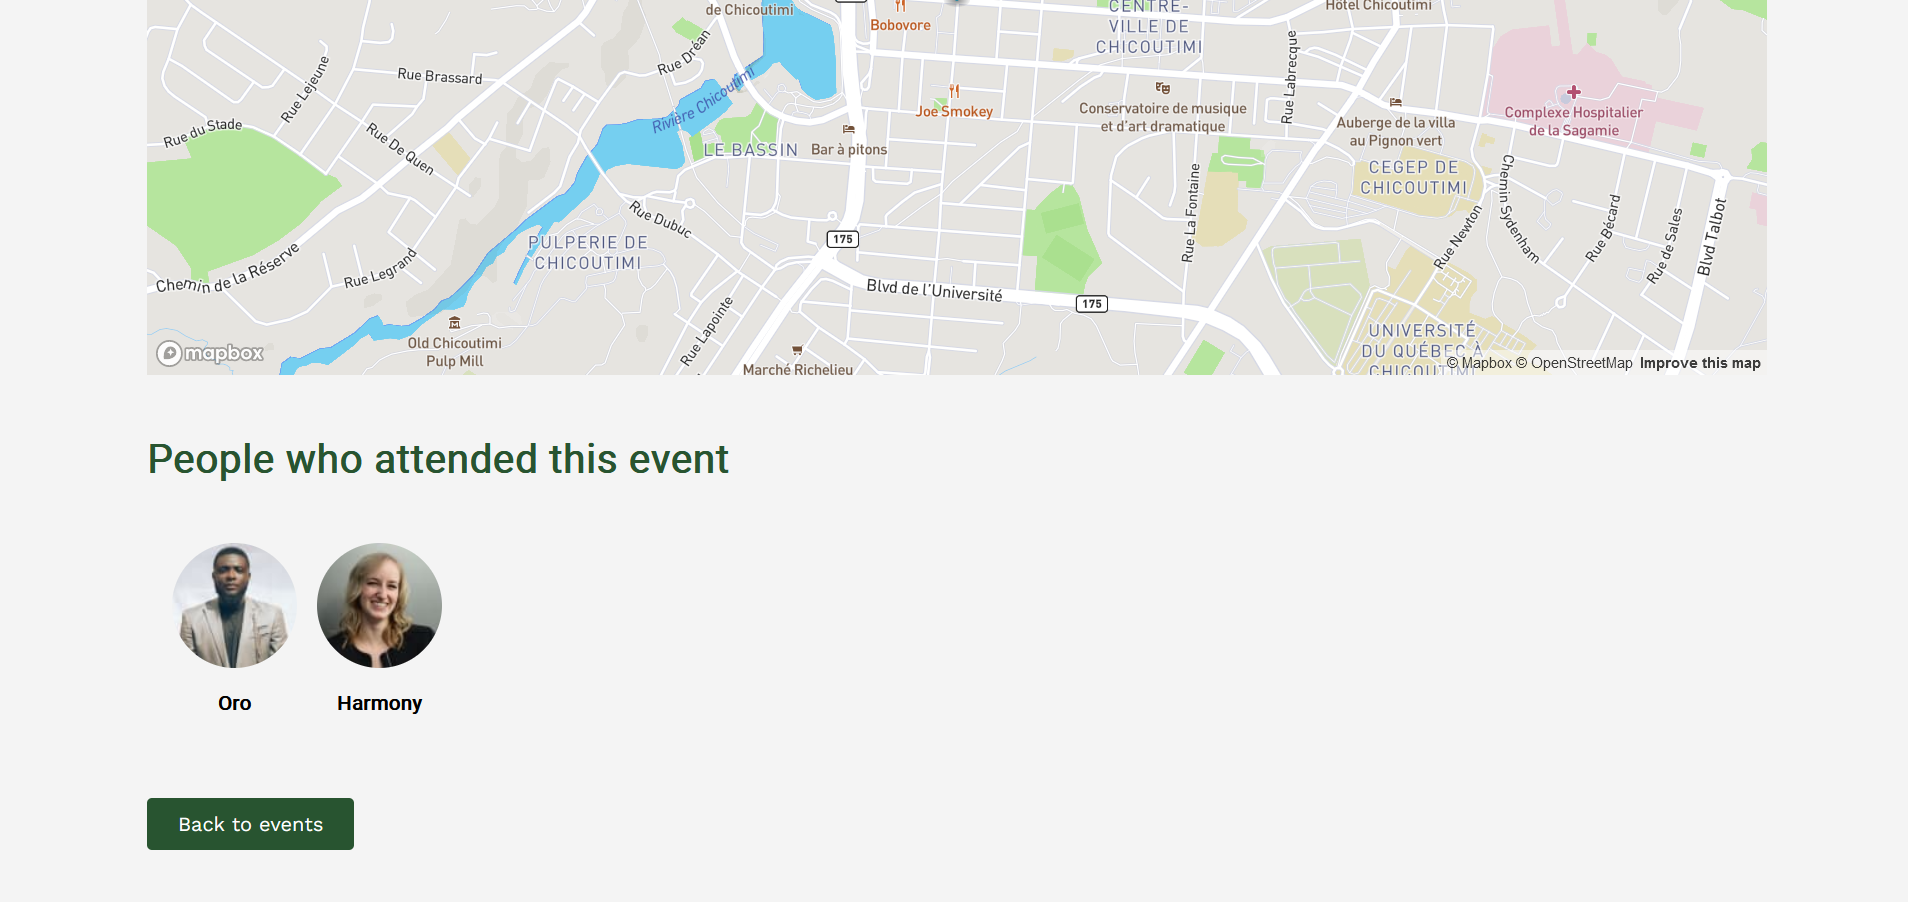 de Chicoutimi
Bobovore
CENTRE-
VILLE DE
CHICOUTIMI
Hôtel Chicoutimi
Rue Lejeune
Rue Brassard
Rue Dréan
Rivière Chicoutimi
Rue Labrecque
Joe Smokey
Conservatoire de musique
et d'art dramatique
Complexe Hospitalier
de la Sagamie
Auberge de la villa
au Pignon vert
Rue du Stade
Rue De Quen
LE BASSIN
Bar à pitons
CEGEP DE
CHICOUTIMI
Chemin Sydenham
Rue La Fontaine
Rue Dubuc
Rue Newton
Rue Bécard
Rue de Sales
Blvd Talbot
PULPERIE DE
CHICOUTIMI
175
Chemin de la Réserve
Rue Legrand
Blvd de l'Université
175
Rue Lapointe
Old Chicoutimi
Pulp Mill
UNIVERSITÉ
DU QUÉBEC À
CHICOUTIMI
mapbox
Marché Richelieu
© Mapbox © OpenStreetMap Improve this map
People who attended this event
Oro
Harmony
Back to events